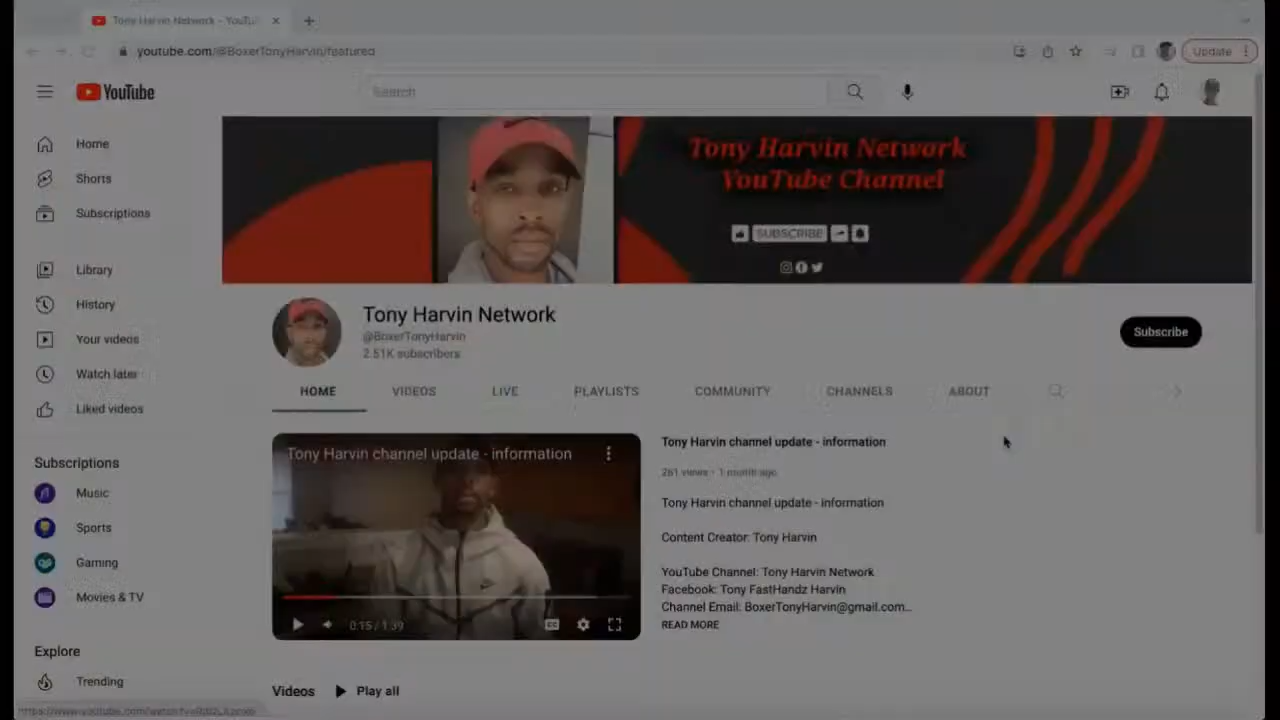 Tony Harvin Network - YouTu
youtube.com/@BoxerTonyHarvin/featured
Update
YouTube
Search
Home
Shorts
Subscriptions
Library
History
Your videos
Watch later
Liked videos
Subscriptions
Music
Sports
Gaming
Movies & TV
Explore
Trending
Tony Harvin Network
YouTube Channel
SUBSCRIBE
Tony Harvin Network
@BoxerTonyHarvin
2.51K subscribers
Subscribe
HOME VIDEOS LIVE PLAYLISTS COMMUNITY CHANNELS ABOUT
Tony Harvin channel update - information
0:15 / 1:39
CC
Tony Harvin channel update - information
261 views • 1 month ago
Tony Harvin channel update - information
Content Creator: Tony Harvin
YouTube Channel: Tony Harvin Network
Facebook: Tony FastHandz Harvin
Channel Email: BoxerTonyHarvin@gmail.com...
READ MORE
Videos Play all